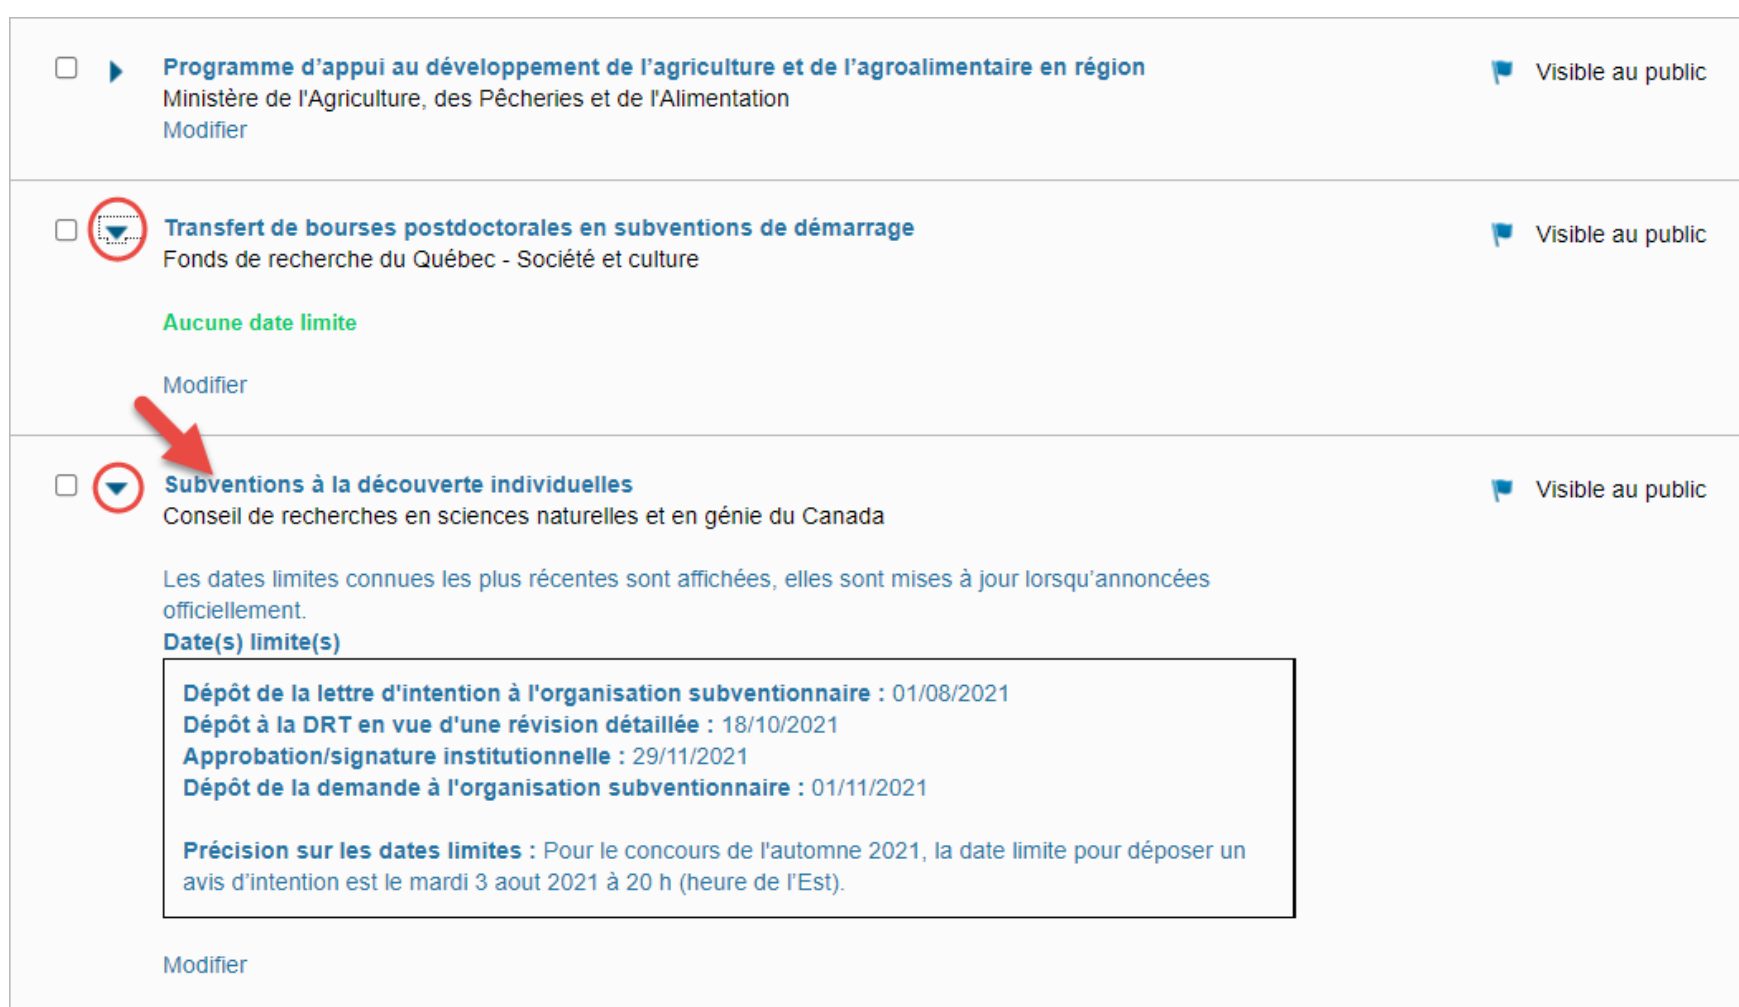 Programme d’appui au développement de l’agriculture et de l’agroalimentaire en région
Visible au public
Ministère de l'Agriculture, des Pêcheries et de l'Alimentation
Modifier
Transfert de bourses postdoctorales en subventions de démarrage
Visible au public
Fonds de recherche du Québec - Société et culture
Aucune date limite
Modifier
Subventions à la découverte individuelles
Visible au public
Conseil de recherches en sciences naturelles et en génie du Canada
Les dates limites connues les plus récentes sont affichées, elles sont mises à jour lorsqu’annoncées
officiellement.
Date(s) limite(s)
Dépôt de la lettre d'intention à l'organisation subventionnaire : 01/08/2021
Dépôt à la DRT en vue d'une révision détaillée : 18/10/2021
Approbation/signature institutionnelle : 29/11/2021
Dépôt de la demande à l'organisation subventionnaire : 01/11/2021
Précision sur les dates limites : Pour le concours de l'automne 2021, la date limite pour déposer un
avis d’intention est le mardi 3 aout 2021 à 20 h (heure de l’Est).
Modifier